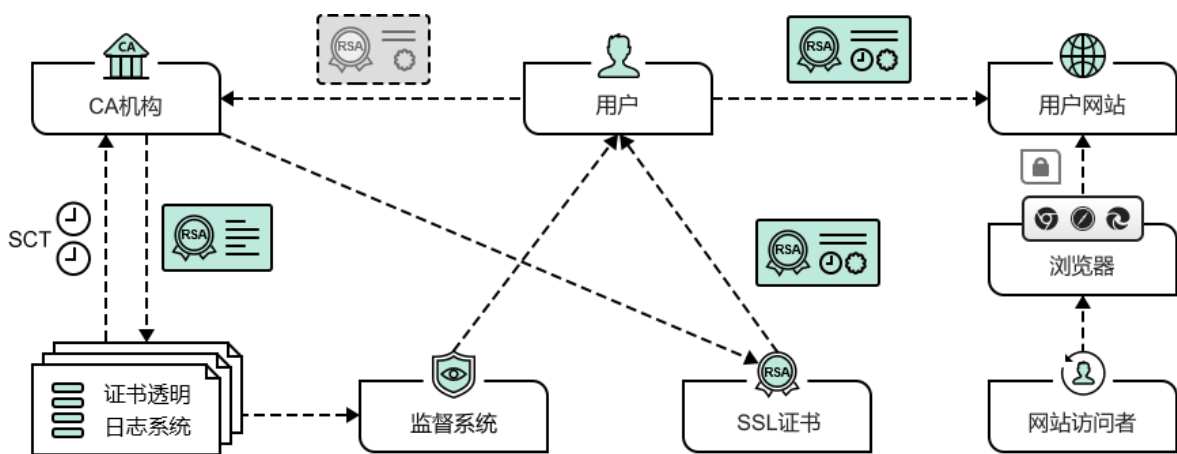 CA
RSA
RSA
CA机构
用户
用户网站
SCT
RSA
RSA
浏览器
证书透明
日志系统
监督系统
RSA
SSL证书
网站访问者